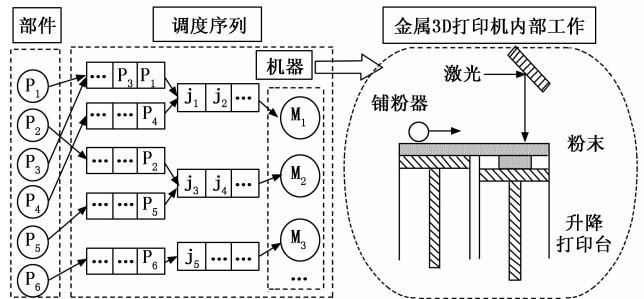 部件
调度序列
金属3D打印机内部工作
机器
P1
P2
P3
P4
P5
P6
… P3 P1
… … P4
… … P2
… … P5
… … P6
j1 j2 …
j3 j4 …
j5 … …
M1
M2
M3
…
激光
铺粉器
粉末
升降
打印台